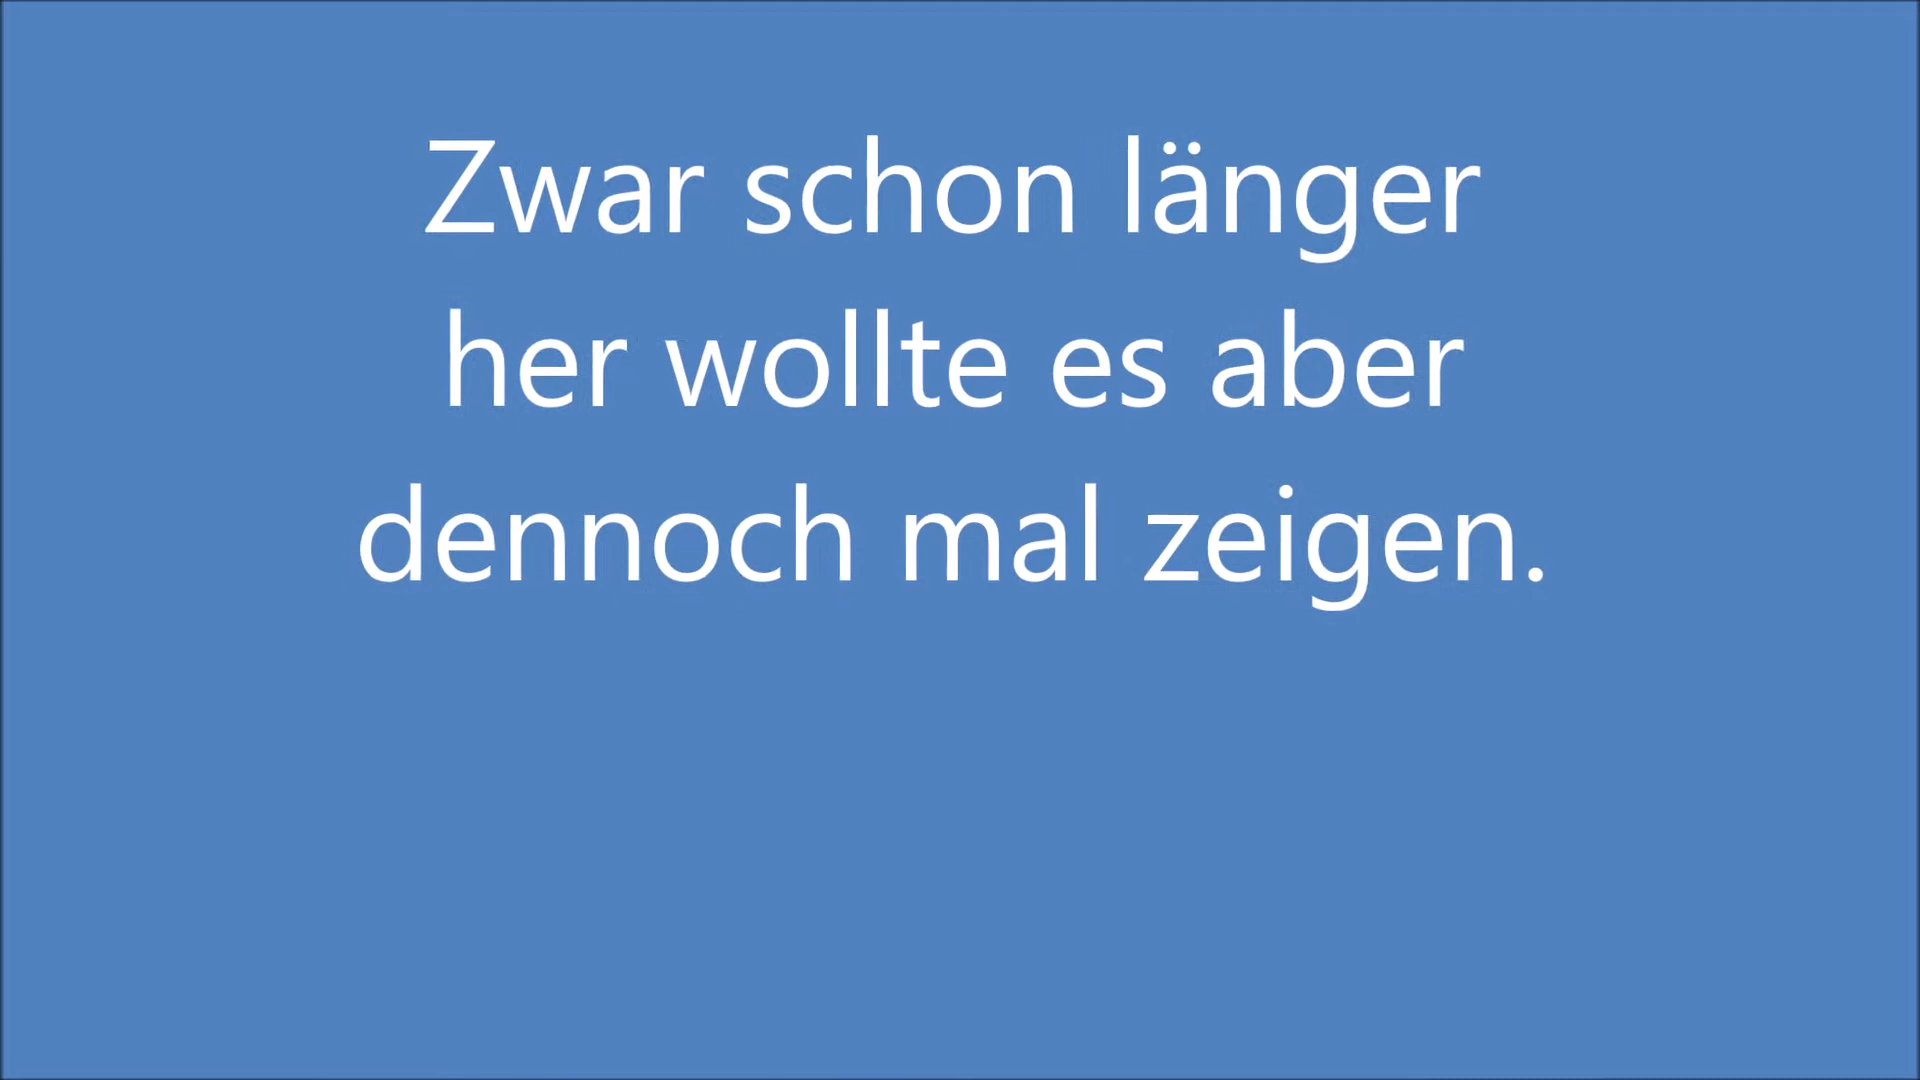 Zwar schon länger
her wollte es aber
dennoch mal zeigen.